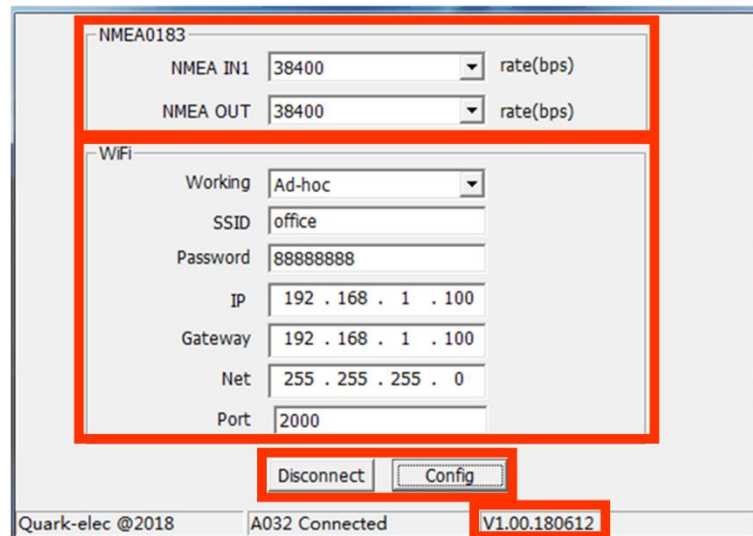 NMEA0183
NMEA IN1 38400 rate(bps)
NMEA OUT 38400 rate(bps)
WiFi
Working Ad-hoc
SSID office
Password 88888888
IP 192 . 168 . 1 . 100
Gateway 192 . 168 . 1 . 100
Net 255 . 255 . 255 . 0
Port 2000
Disconnect Config
Quark-elec @2018 A032 Connected V1.00.180612